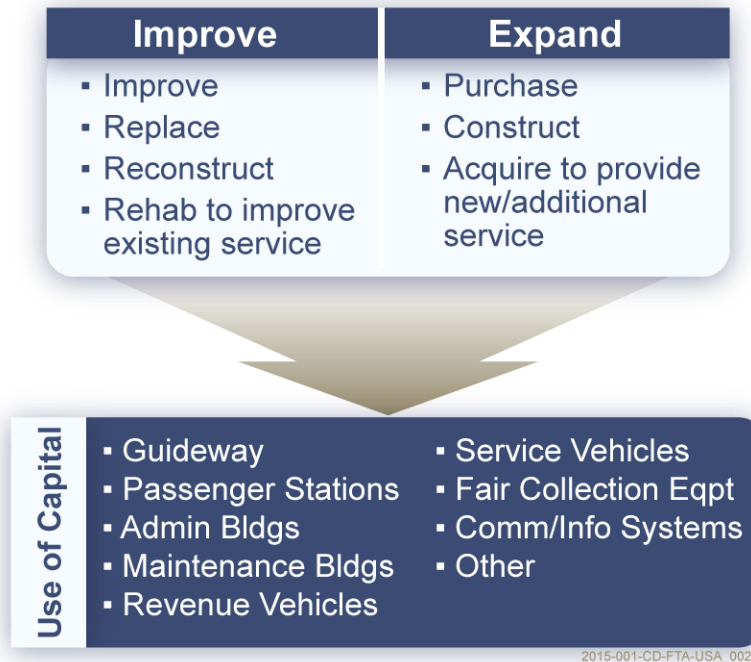 Improve
▪ Improve
▪ Replace
▪ Reconstruct
▪ Rehab to improve
existing service
Expand
▪ Purchase
▪ Construct
▪ Acquire to provide
new/additional
service
Use of Capital
▪ Guideway
▪ Passenger Stations
▪ Admin Bldgs
▪ Maintenance Bldgs
▪ Revenue Vehicles
▪ Service Vehicles
▪ Fair Collection Eqpt
▪ Comm/Info Systems
▪ Other
2015-001-CD-FTA-USA_002